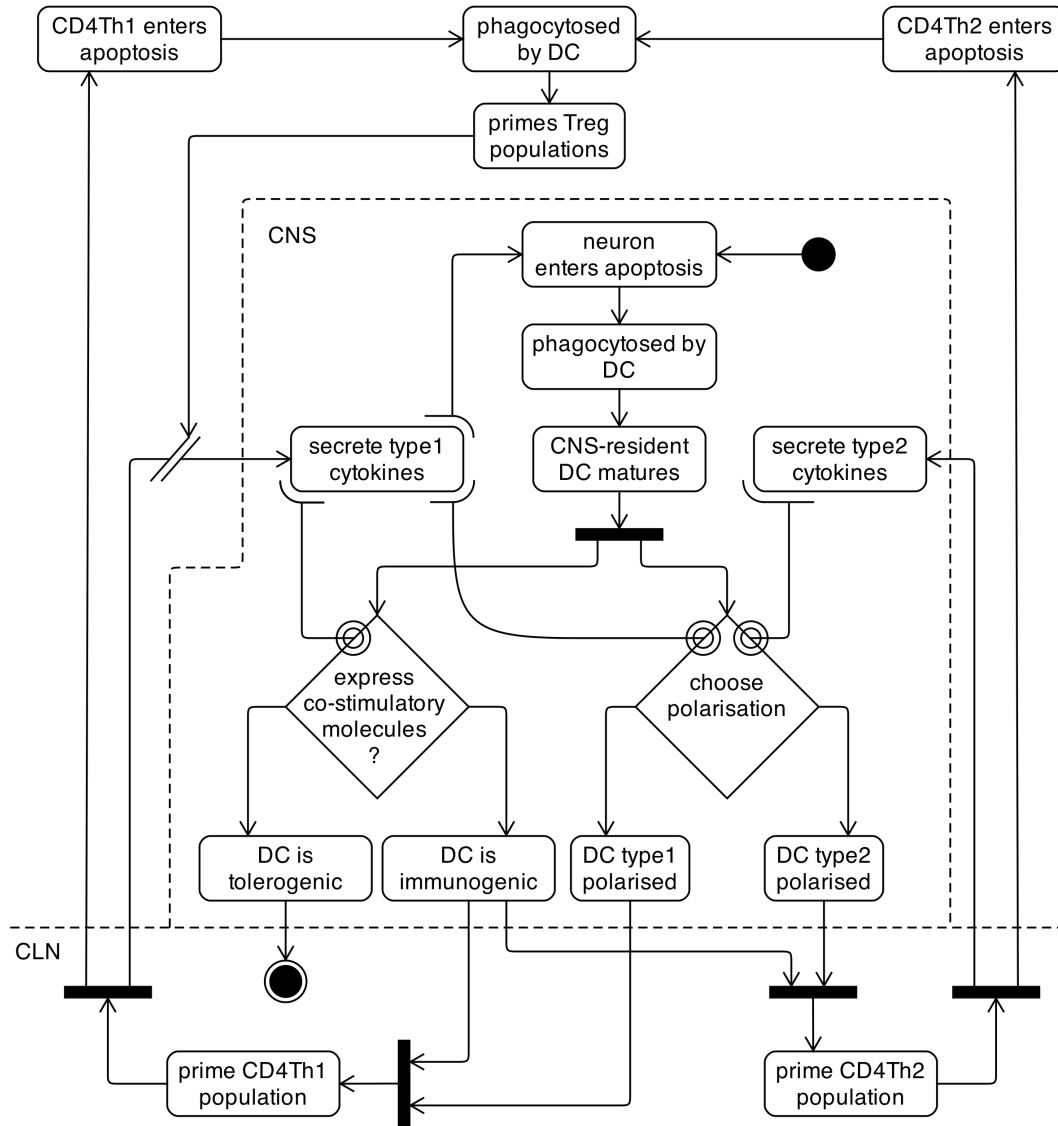 CD4Th1 enters
apoptosis
phagocytosed
by DC
CD4Th2 enters
apoptosis
primes Treg
populations
CNS
neuron
enters apoptosis
phagocytosed by
DC
secrete type1
cytokines
CNS-resident
DC matures
secrete type2
cytokines
express
co-stimulatory
molecules
?
choose
polarisation
DC is
tolerogenic
DC is
immunogenic
DC type1
polarised
DC type2
polarised
CLN
prime CD4Th1
population
prime CD4Th2
population